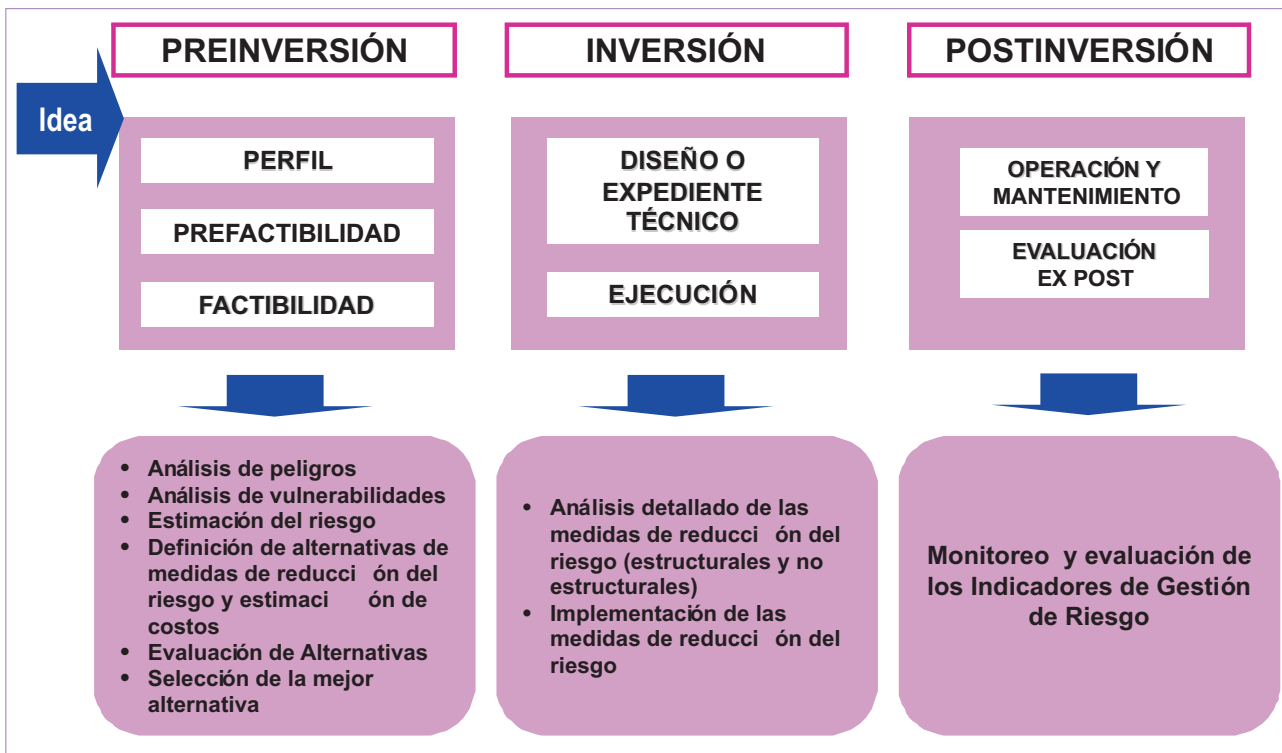 PREINVERSIÓN
INVERSIÓN
POSTINVERSIÓN
Idea
PERFIL
PREFACTIBILIDAD
FACTIBILIDAD
DISEÑO O
EXPEDIENTE
TÉCNICO
EJECUCIÓN
OPERACIÓN Y
MANTENIMIENTO
EVALUACIÓN
EX POST
• Análisis de peligros
• Análisis de vulnerabilidades
• Estimación del riesgo
• Definición de alternativas de
medidas de reducci ón del
riesgo y estimaci ón de
costos
• Evaluación de Alternativas
• Selección de la mejor
alternativa
• Análisis detallado de las
medidas de reducci ón del
riesgo (estructurales y no
estructurales)
• Implementación de las
medidas de reducci ón del
riesgo
Monitoreo y evaluación de
los Indicadores de Gestión
de Riesgo